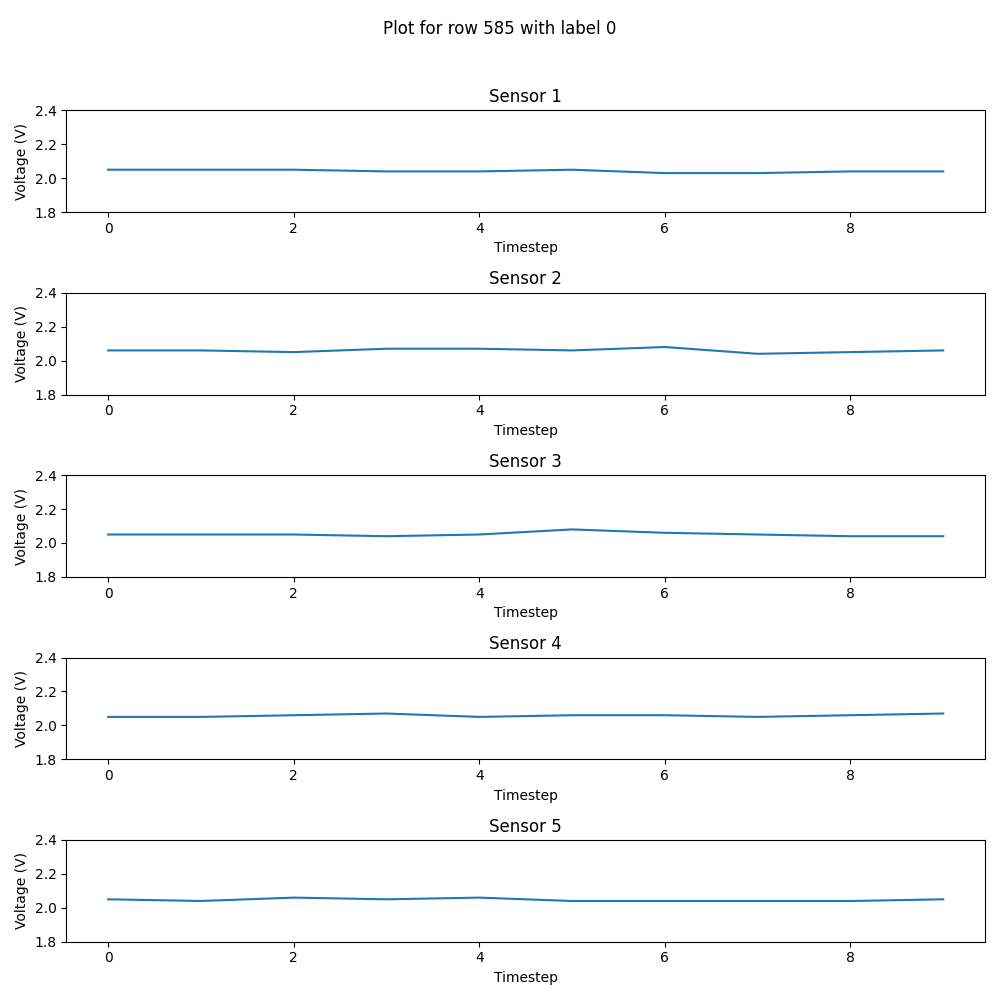 Plot for row 585 with label 0
Sensor 1
2.4
2.2
2.0
1.8
Voltage (V)
0 2 4 6 8
Timestep
Sensor 2
2.4
2.2
2.0
1.8
Voltage (V)
0 2 4 6 8
Timestep
Sensor 3
2.4
2.2
2.0
1.8
Voltage (V)
0 2 4 6 8
Timestep
Sensor 4
2.4
2.2
2.0
1.8
Voltage (V)
0 2 4 6 8
Timestep
Sensor 5
2.4
2.2
2.0
1.8
Voltage (V)
0 2 4 6 8
Timestep